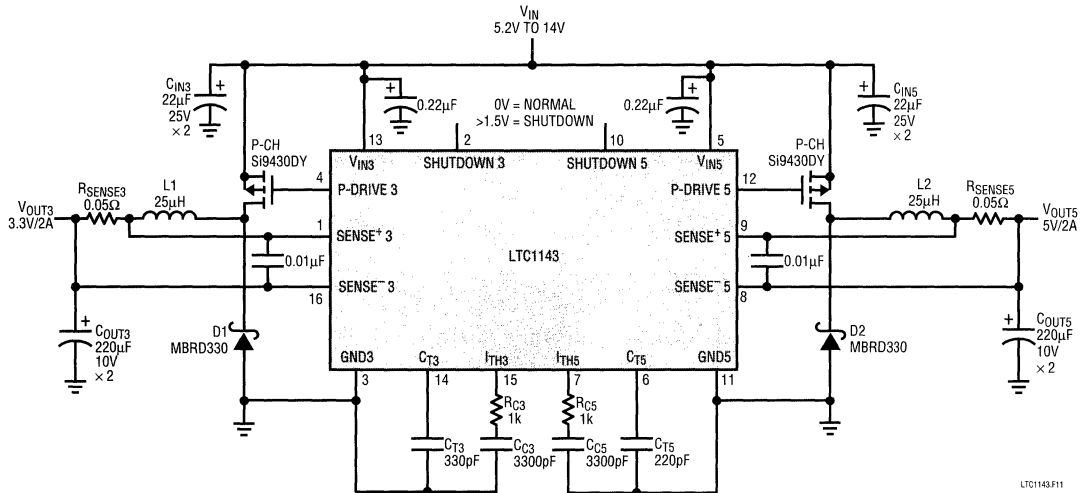 VIN
5.2V TO 14V
CIN3
22µF
25V
× 2
+
0.22µF
0V = NORMAL
>1.5V = SHUTDOWN
+
0.22µF
+
CIN5
22µF
25V
× 2
+
P-CH
Si9430DY
13
2
10
5
P-CH
Si9430DY
VIN3
SHUTDOWN 3
SHUTDOWN 5
VIN5
4
P-DRIVE 3
P-DRIVE 5
12
VOUT3
3.3V/2A
RSENSE3
0.05Ω
L1
25µH
L2
25µH
RSENSE5
0.05Ω
VOUT5
5V/2A
1
SENSE+ 3
SENSE+ 5
9
0.01µF
LTC1143
0.01µF
16
SENSE– 3
SENSE– 5
8
+
COUT3
220µF
10V
× 2
D1
MBRD330
D2
MBRD330
+
COUT5
220µF
10V
× 2
GND3
CT3
ITH3
ITH5
CT5
GND5
3
14
15
7
6
11
RC3
1k
RC5
1k
CT3
330pF
CC3
3300pF
CC5
3300pF
CT5
220pF
LTC1143.F11